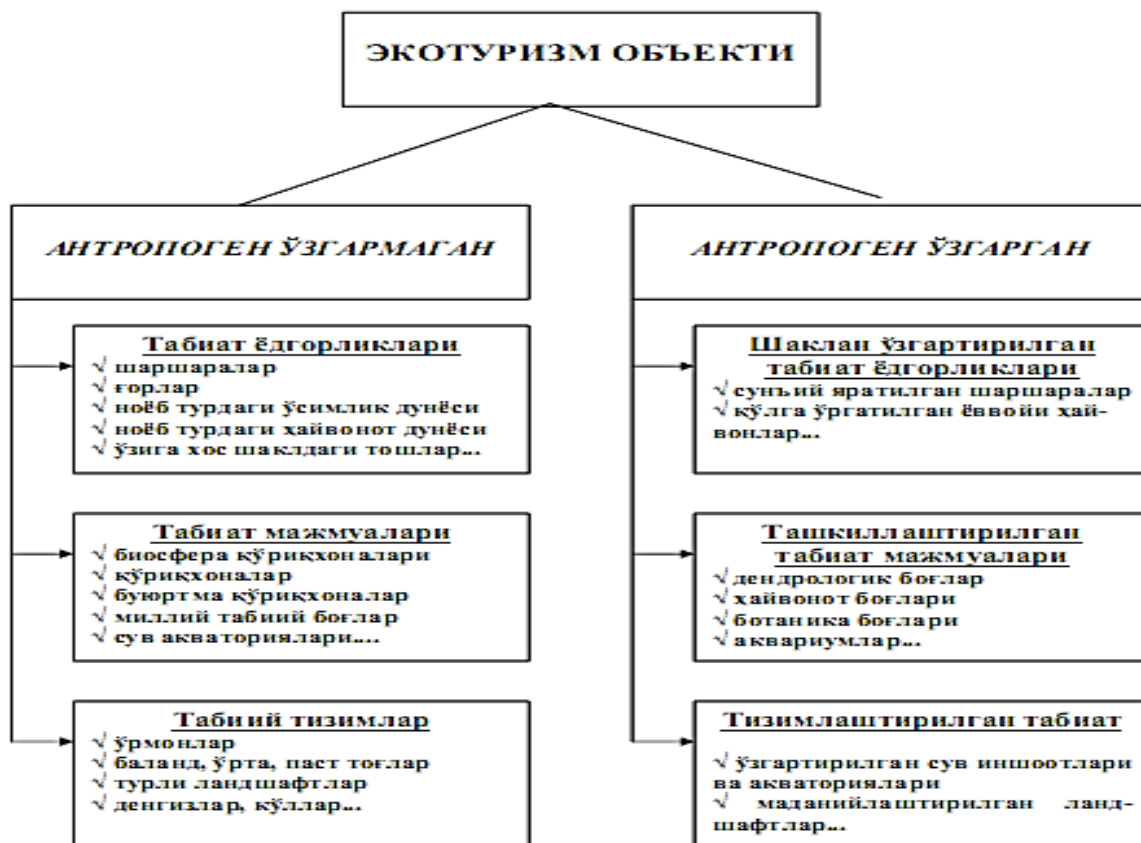 ЭКОТУРИЗМ ОБЪЕКТИ
АНТРОПОГЕН ЎЗГАРМАГАН
Табиат ёдгорликлари
√ шаршаралар
√ ғорлар
√ ноёб турдаги ўсимлик дунёси
√ ноёб турдаги ҳайвонот дунёси
√ ўзига хос шаклдаги тошлар...
Табиат мажмуалари
√ биосфера қўриқхоналари
√ қўриқхоналар
√ буюртма қўриқхоналар
√ миллий табиий боғлар
√ сув акваториялари....
Табиий тизимлар
√ ўрмонлар
√ баланд, ўрта, паст тоғлар
√ турли ландшафтлар
√ денгизлар, кўллар...
АНТРОПОГЕН ЎЗГАРГАН
Шаклан ўзгартирилган
табиат ёдгорликлари
√ сунъий яратилган шаршаралар
√ қўлга ўргатилган ёввойи ҳай-
вонлар...
Ташкиллаштирилган
табиат мажмуалари
√ дендрологик боғлар
√ ҳайвонот боғлари
√ ботаника боғлари
√ аквариумлар...
Тизимлаштирилган табиат
√ ўзгартирилган сув иншоотлари
ва акваториялари
√ маданийлаштирилган ланд-
шафтлар...